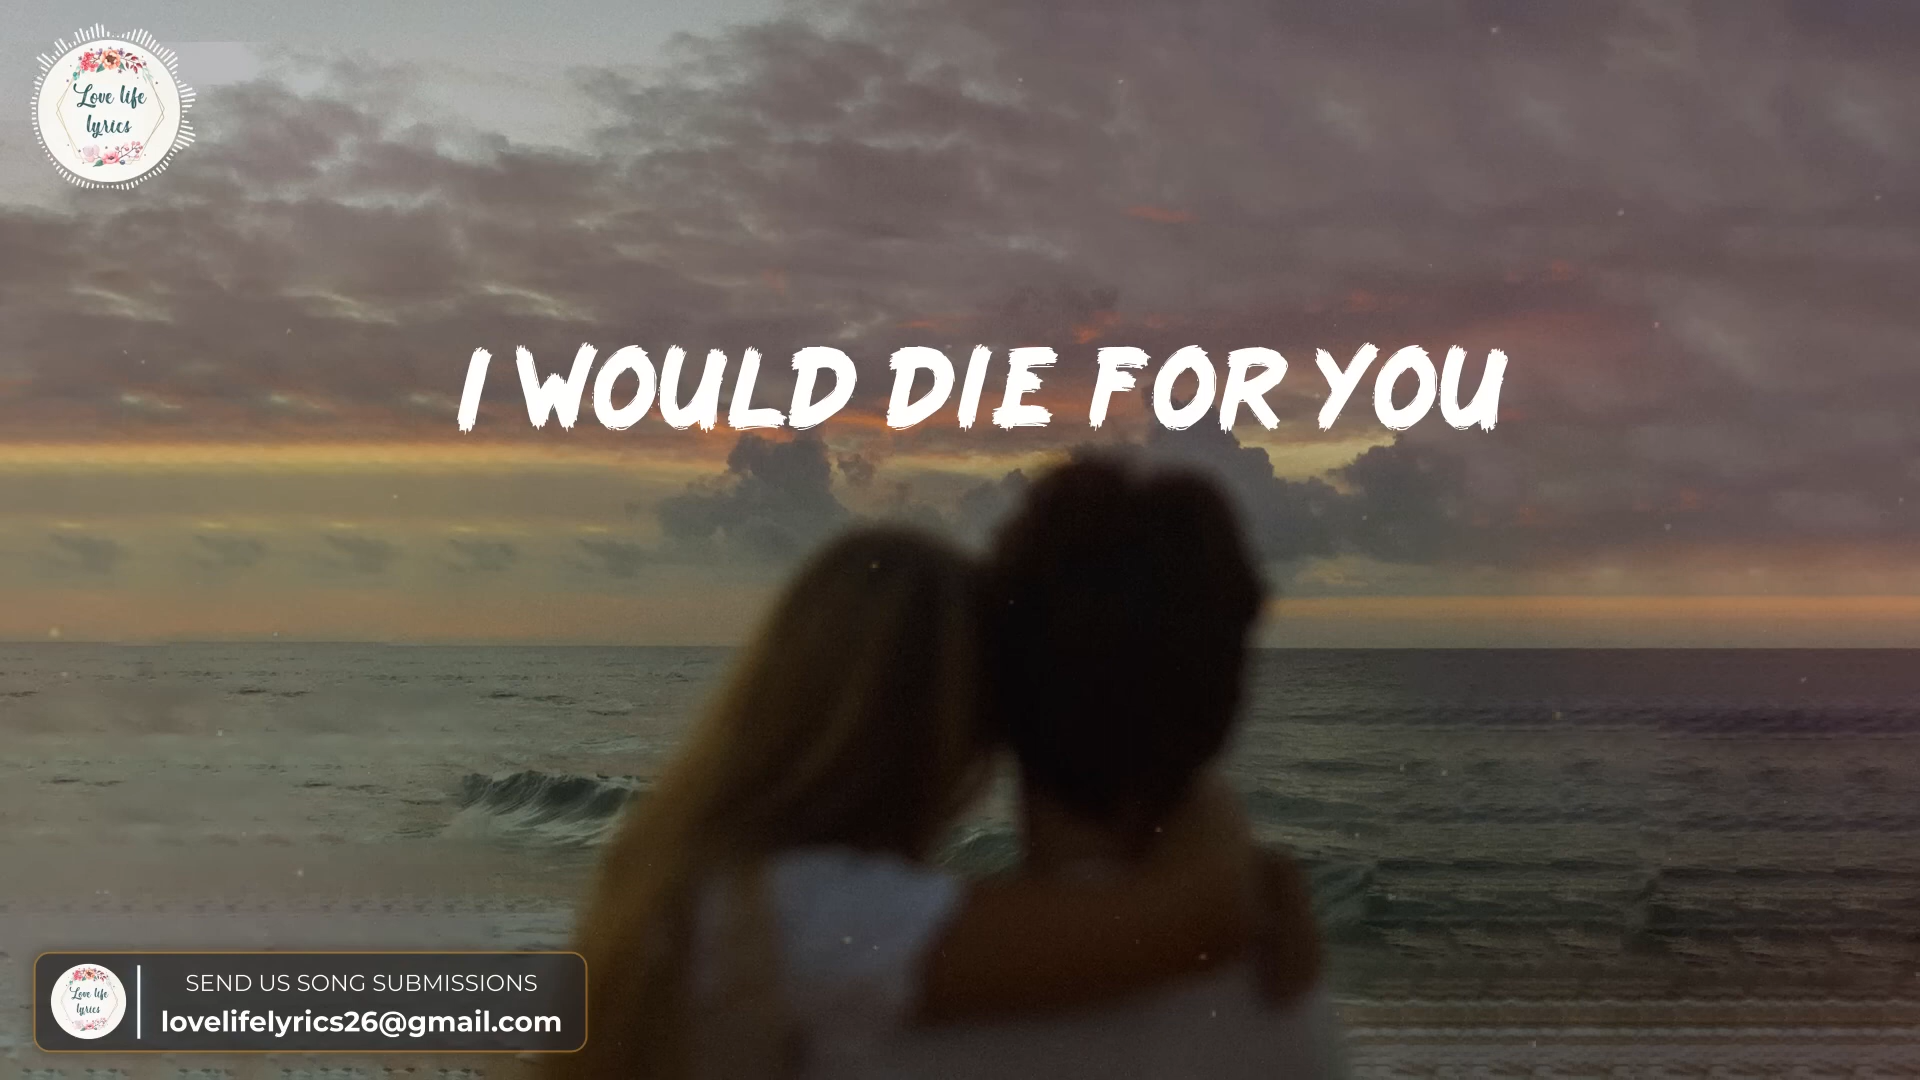 Love life
lyrics
I WOULD DIE FOR YOU
SEND US SONG SUBMISSIONS
Love life
lyrics
lovelifelyrics26@gmail.com